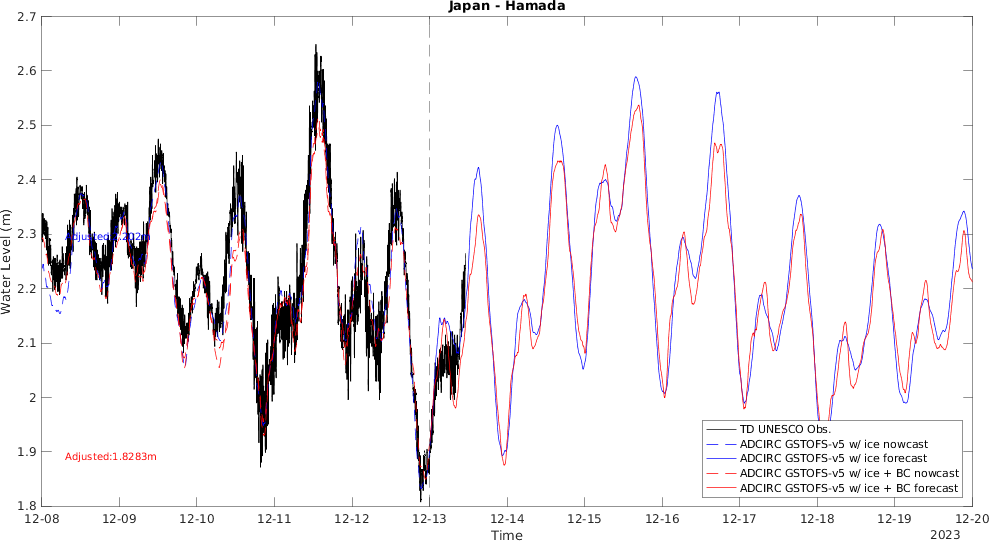 Japan - Hamada
Water Level (m)
2.7
2.6
2.5
2.4
2.3
2.2
2.1
2
1.9
1.8
Adjusted:1.8283m
TD UNESCO Obs.
ADCIRC GSTOFS-v5 w/ ice nowcast
ADCIRC GSTOFS-v5 w/ ice forecast
ADCIRC GSTOFS-v5 w/ ice + BC nowcast
ADCIRC GSTOFS-v5 w/ ice + BC forecast
12-08 12-09 12-10 12-11 12-12 12-13 12-14 12-15 12-16 12-17 12-18 12-19 12-20
Time
2023